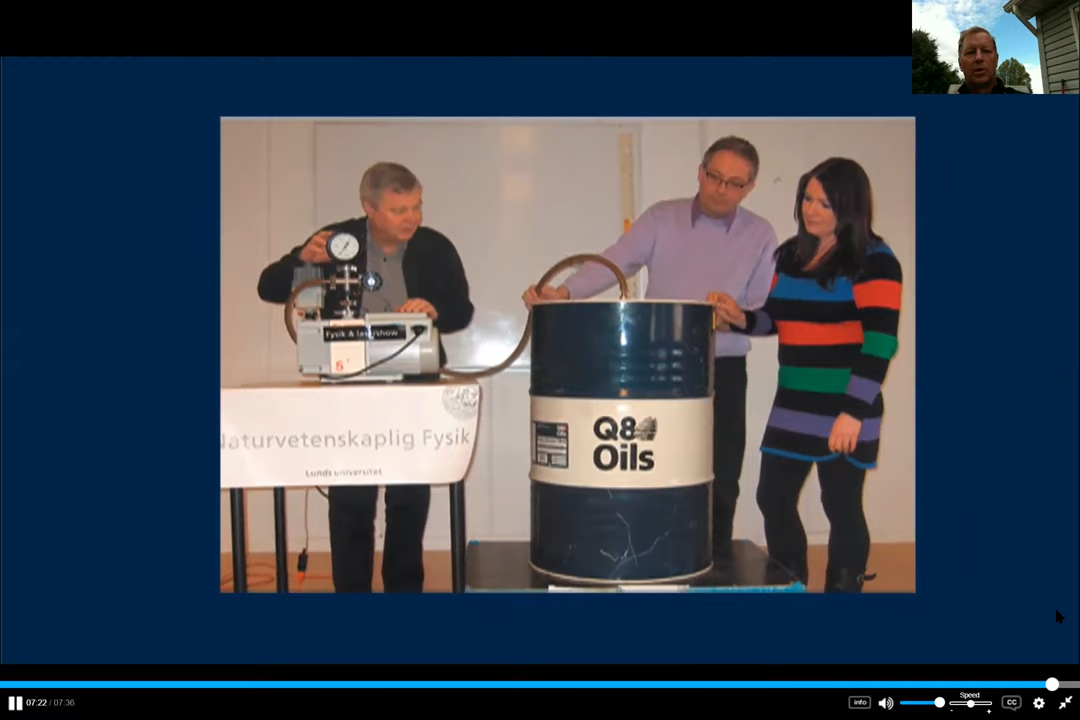 Fysik & lasershow
5
Naturvetenskaplig Fysik
Lunds universitet
Q8
Oils
07:22 / 07:36
info
Speed
-
+
CC